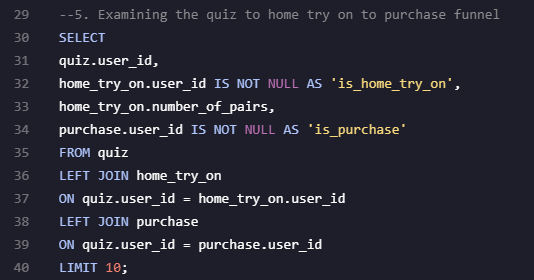 29 --5. Examining the quiz to home try on to purchase funnel
30 SELECT
31 quiz.user_id,
32 home_try_on.user_id IS NOT NULL AS 'is_home_try_on',
33 home_try_on.number_of_pairs,
34 purchase.user_id IS NOT NULL AS 'is_purchase'
35 FROM quiz
36 LEFT JOIN home_try_on
37 ON quiz.user_id = home_try_on.user_id
38 LEFT JOIN purchase
39 ON quiz.user_id = purchase.user_id
40 LIMIT 10;